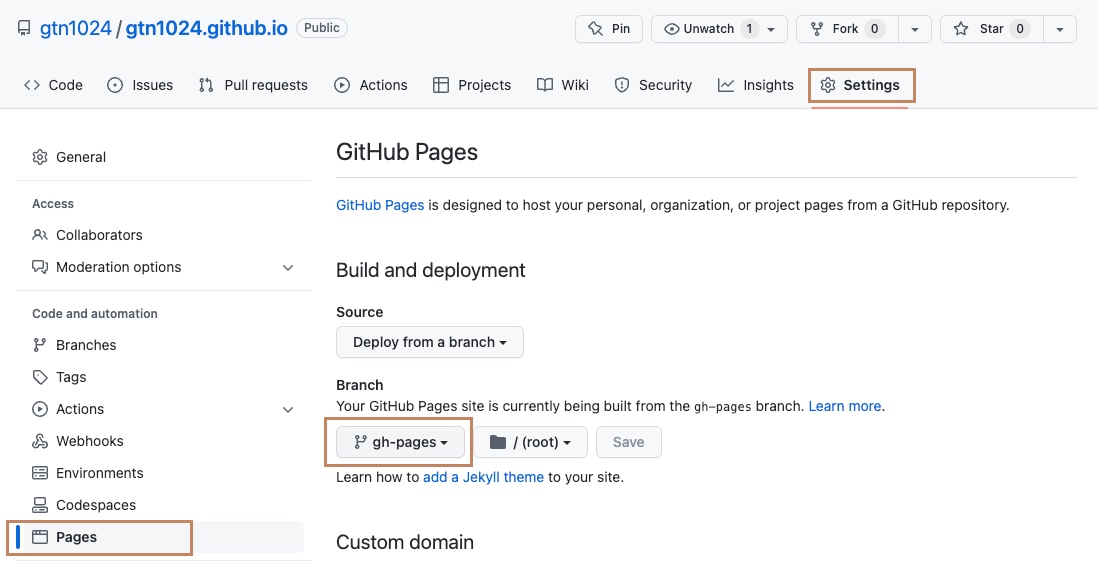 gtn1024 / gtn1024.github.io Public Pin Unwatch 1 Fork 0 Star 0
Code Issues Pull requests Actions Projects Wiki Security Insights Settings
General
Access
Collaborators
Moderation options
Code and automation
Branches
Tags
Actions
Webhooks
Environments
Codespaces
Pages
GitHub Pages
GitHub Pages is designed to host your personal, organization, or project pages from a GitHub repository.
Build and deployment
Source
Deploy from a branch
Branch
Your GitHub Pages site is currently being built from the gh-pages branch. Learn more.
gh-pages / (root) Save
Learn how to add a Jekyll theme to your site.
Custom domain